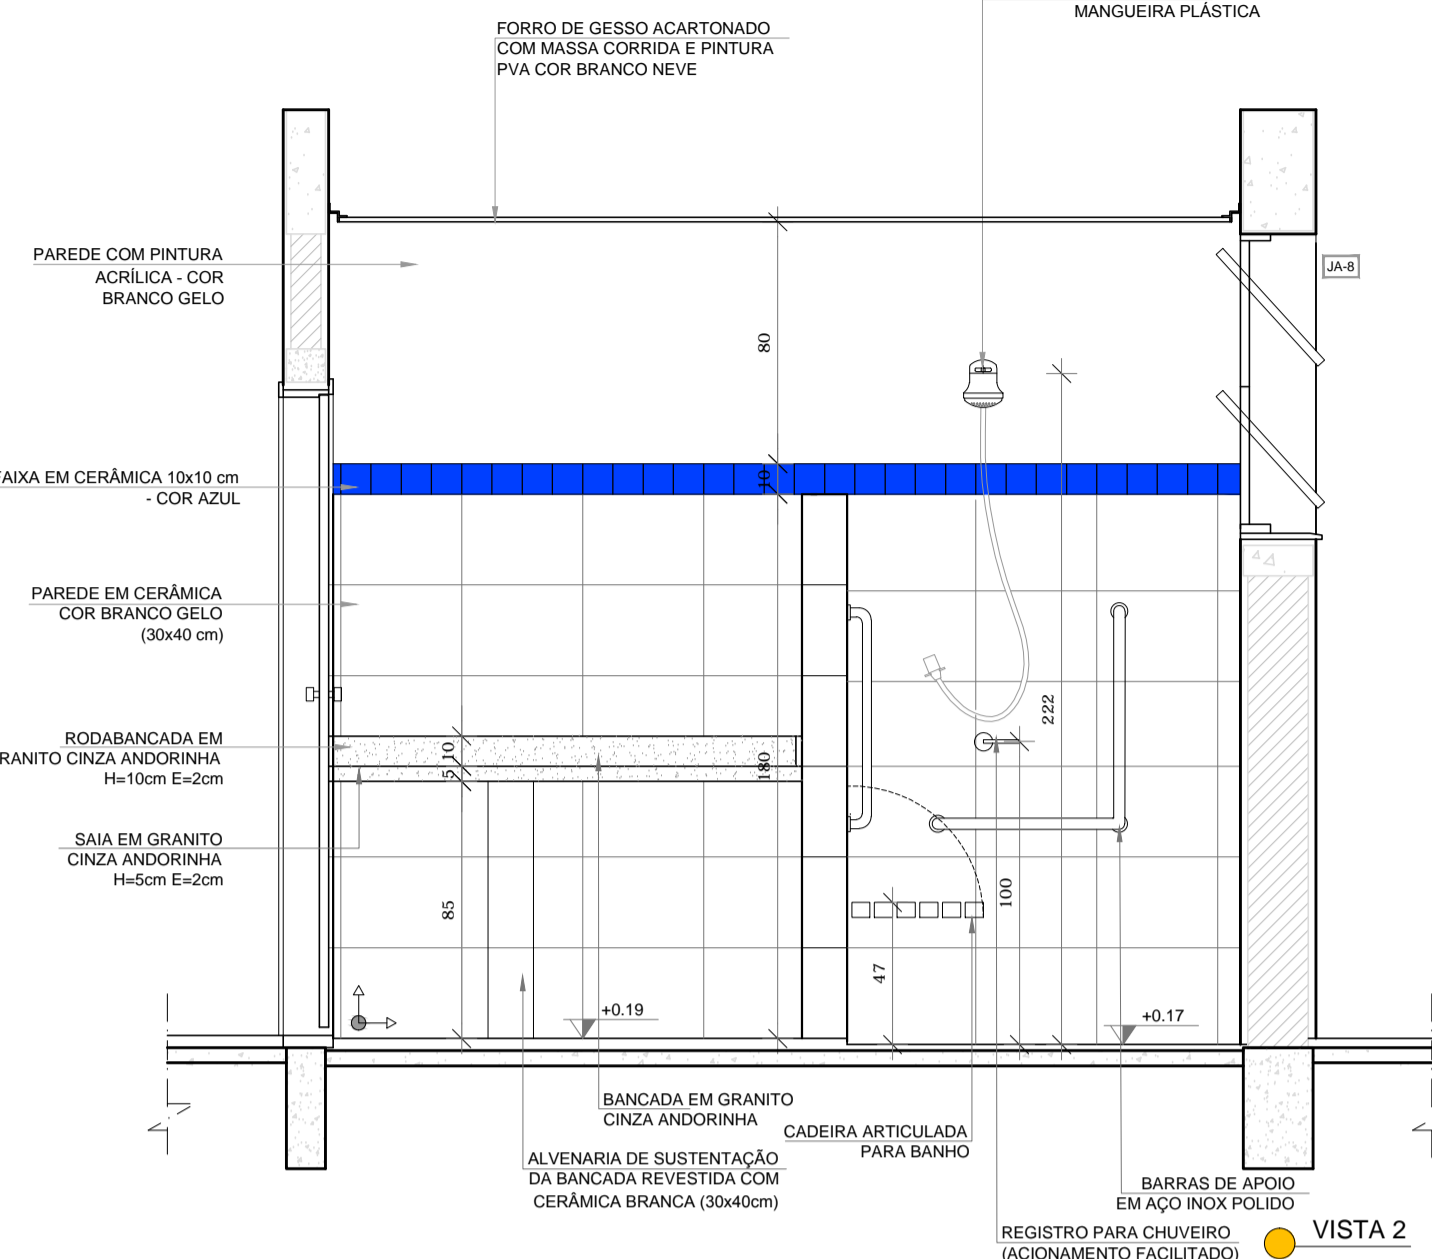 MANGUEIRA PLÁSTICA
FORRO DE GESSO ACARTONADO
COM MASSA CORRIDA E PINTURA
PVA COR BRANCO NEVE
PAREDE COM PINTURA
ACRÍLICA - COR
BRANCO GELO
JA-8
80
FAIXA EM CERÂMICA 10x10 cm
- COR AZUL
10
PAREDE EM CERÂMICA
COR BRANCO GELO
(30x40 cm)
222
RODABANCADA EM
RANITO CINZA ANDORINHA
H=10cm E=2cm
10
5
180
SAIA EM GRANITO
CINZA ANDORINHA
H=5cm E=2cm
85
100
47
+0.19
+0.17
BANCADA EM GRANITO
CINZA ANDORINHA
CADEIRA ARTICULADA
PARA BANHO
ALVENARIA DE SUSTENTAÇÃO
DA BANCADA REVESTIDA COM
CERÂMICA BRANCA (30x40cm)
BARRAS DE APOIO
EM AÇO INOX POLIDO
REGISTRO PARA CHUVEIRO
(ACIONAMENTO FACILITADO)
VISTA 2